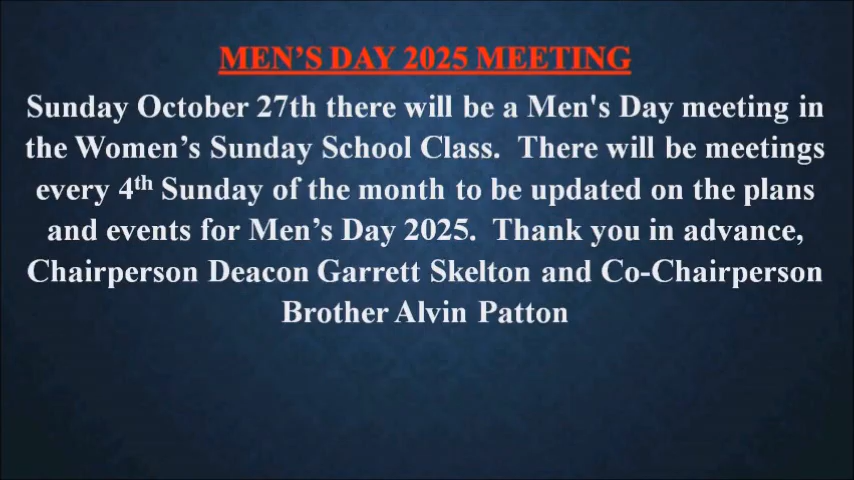 MEN’S DAY 2025 MEETING
Sunday October 27th there will be a Men's Day meeting in
the Women’s Sunday School Class.  There will be meetings
every 4th Sunday of the month to be updated on the plans
and events for Men’s Day 2025.  Thank you in advance,
Chairperson Deacon Garrett Skelton and Co-Chairperson
Brother Alvin Patton